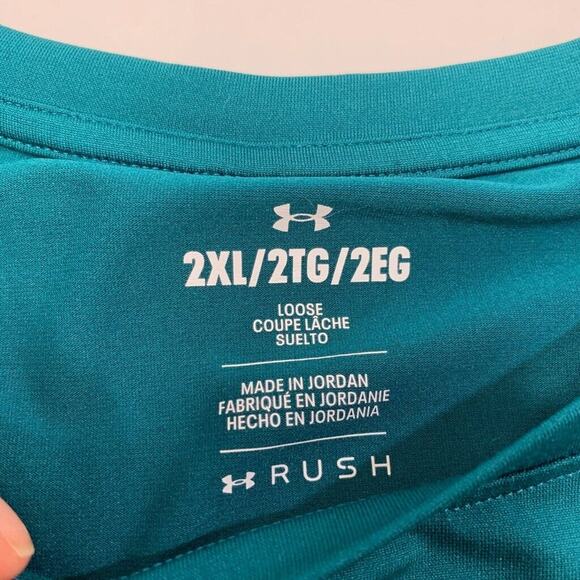 2XL/2TG/2EG
LOOSE
COUPE LÂCHE
SUELTO
MADE IN JORDAN
FABRIQUÉ EN JORDANIE
HECHO EN JORDANIA
RUSH